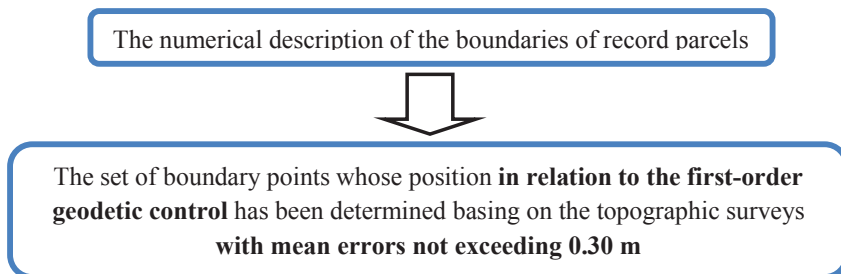 The numerical description of the boundaries of record parcels
The set of boundary points whose position in relation to the first-order
geodetic control has been determined basing on the topographic surveys
with mean errors not exceeding 0.30 m